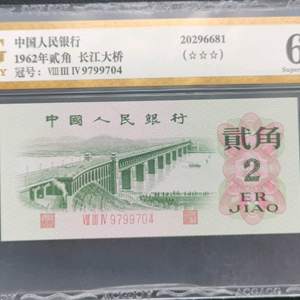 中国人民银行
1962年贰角 长江大桥
冠号：Ⅷ Ⅲ Ⅳ 9799704
20296681
(☆☆☆)
6
中國人民銀行
貳角
2
ER
JIAO
Ⅷ Ⅲ Ⅳ 9799704